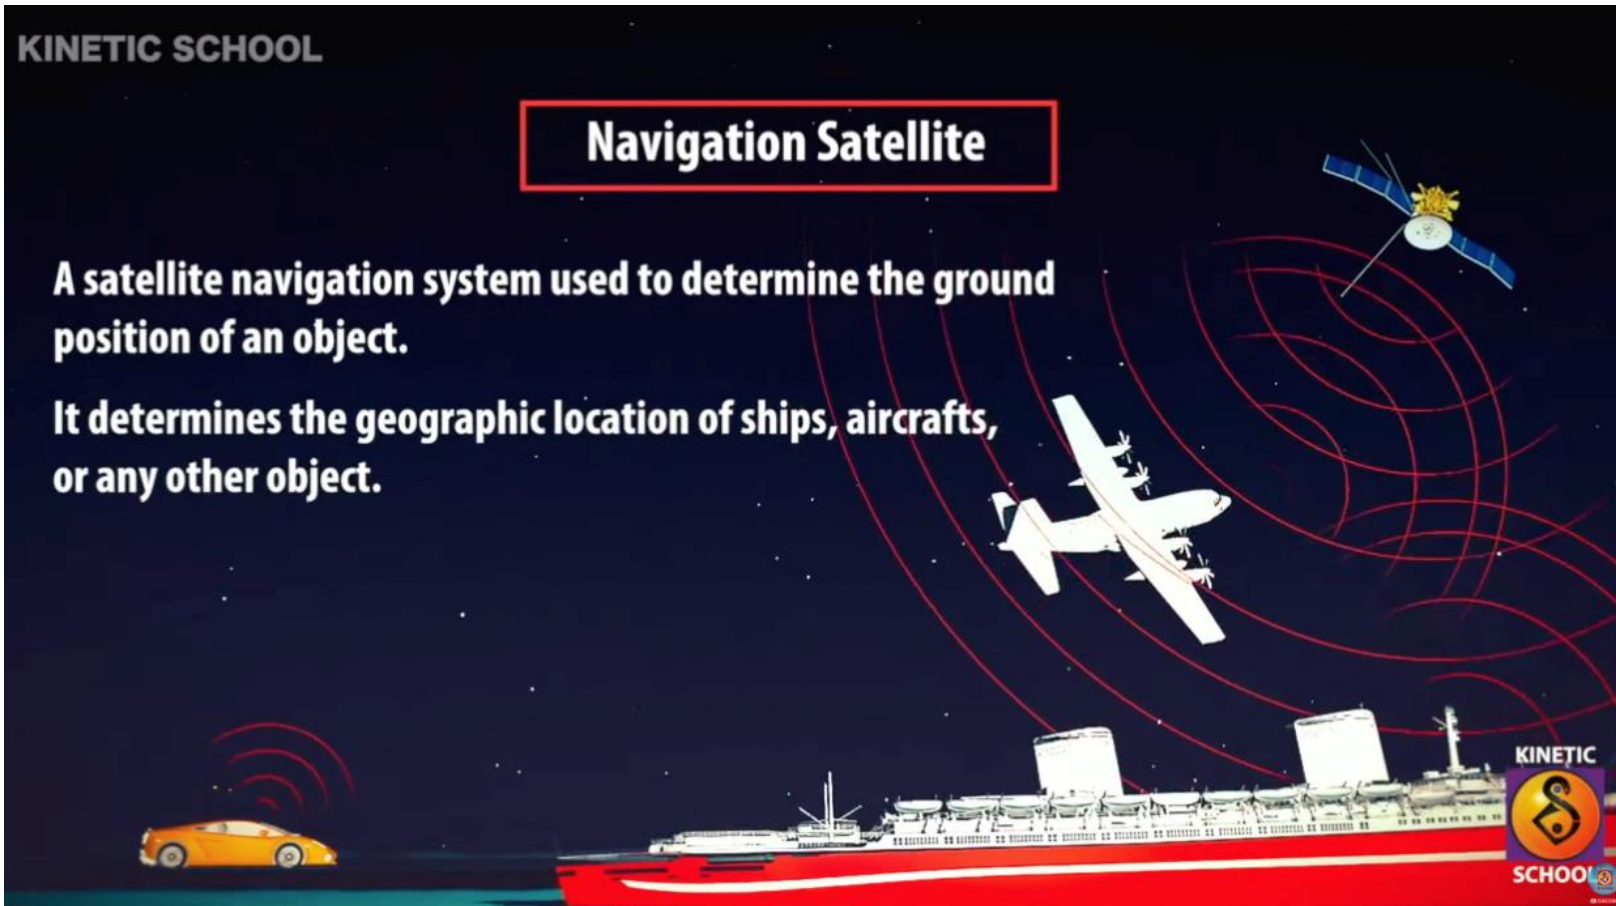 KINETIC SCHOOL
Navigation Satellite
A satellite navigation system used to determine the ground
position of an object.
It determines the geographic location of ships, aircrafts,
or any other object.
KINETIC
SCHOOL